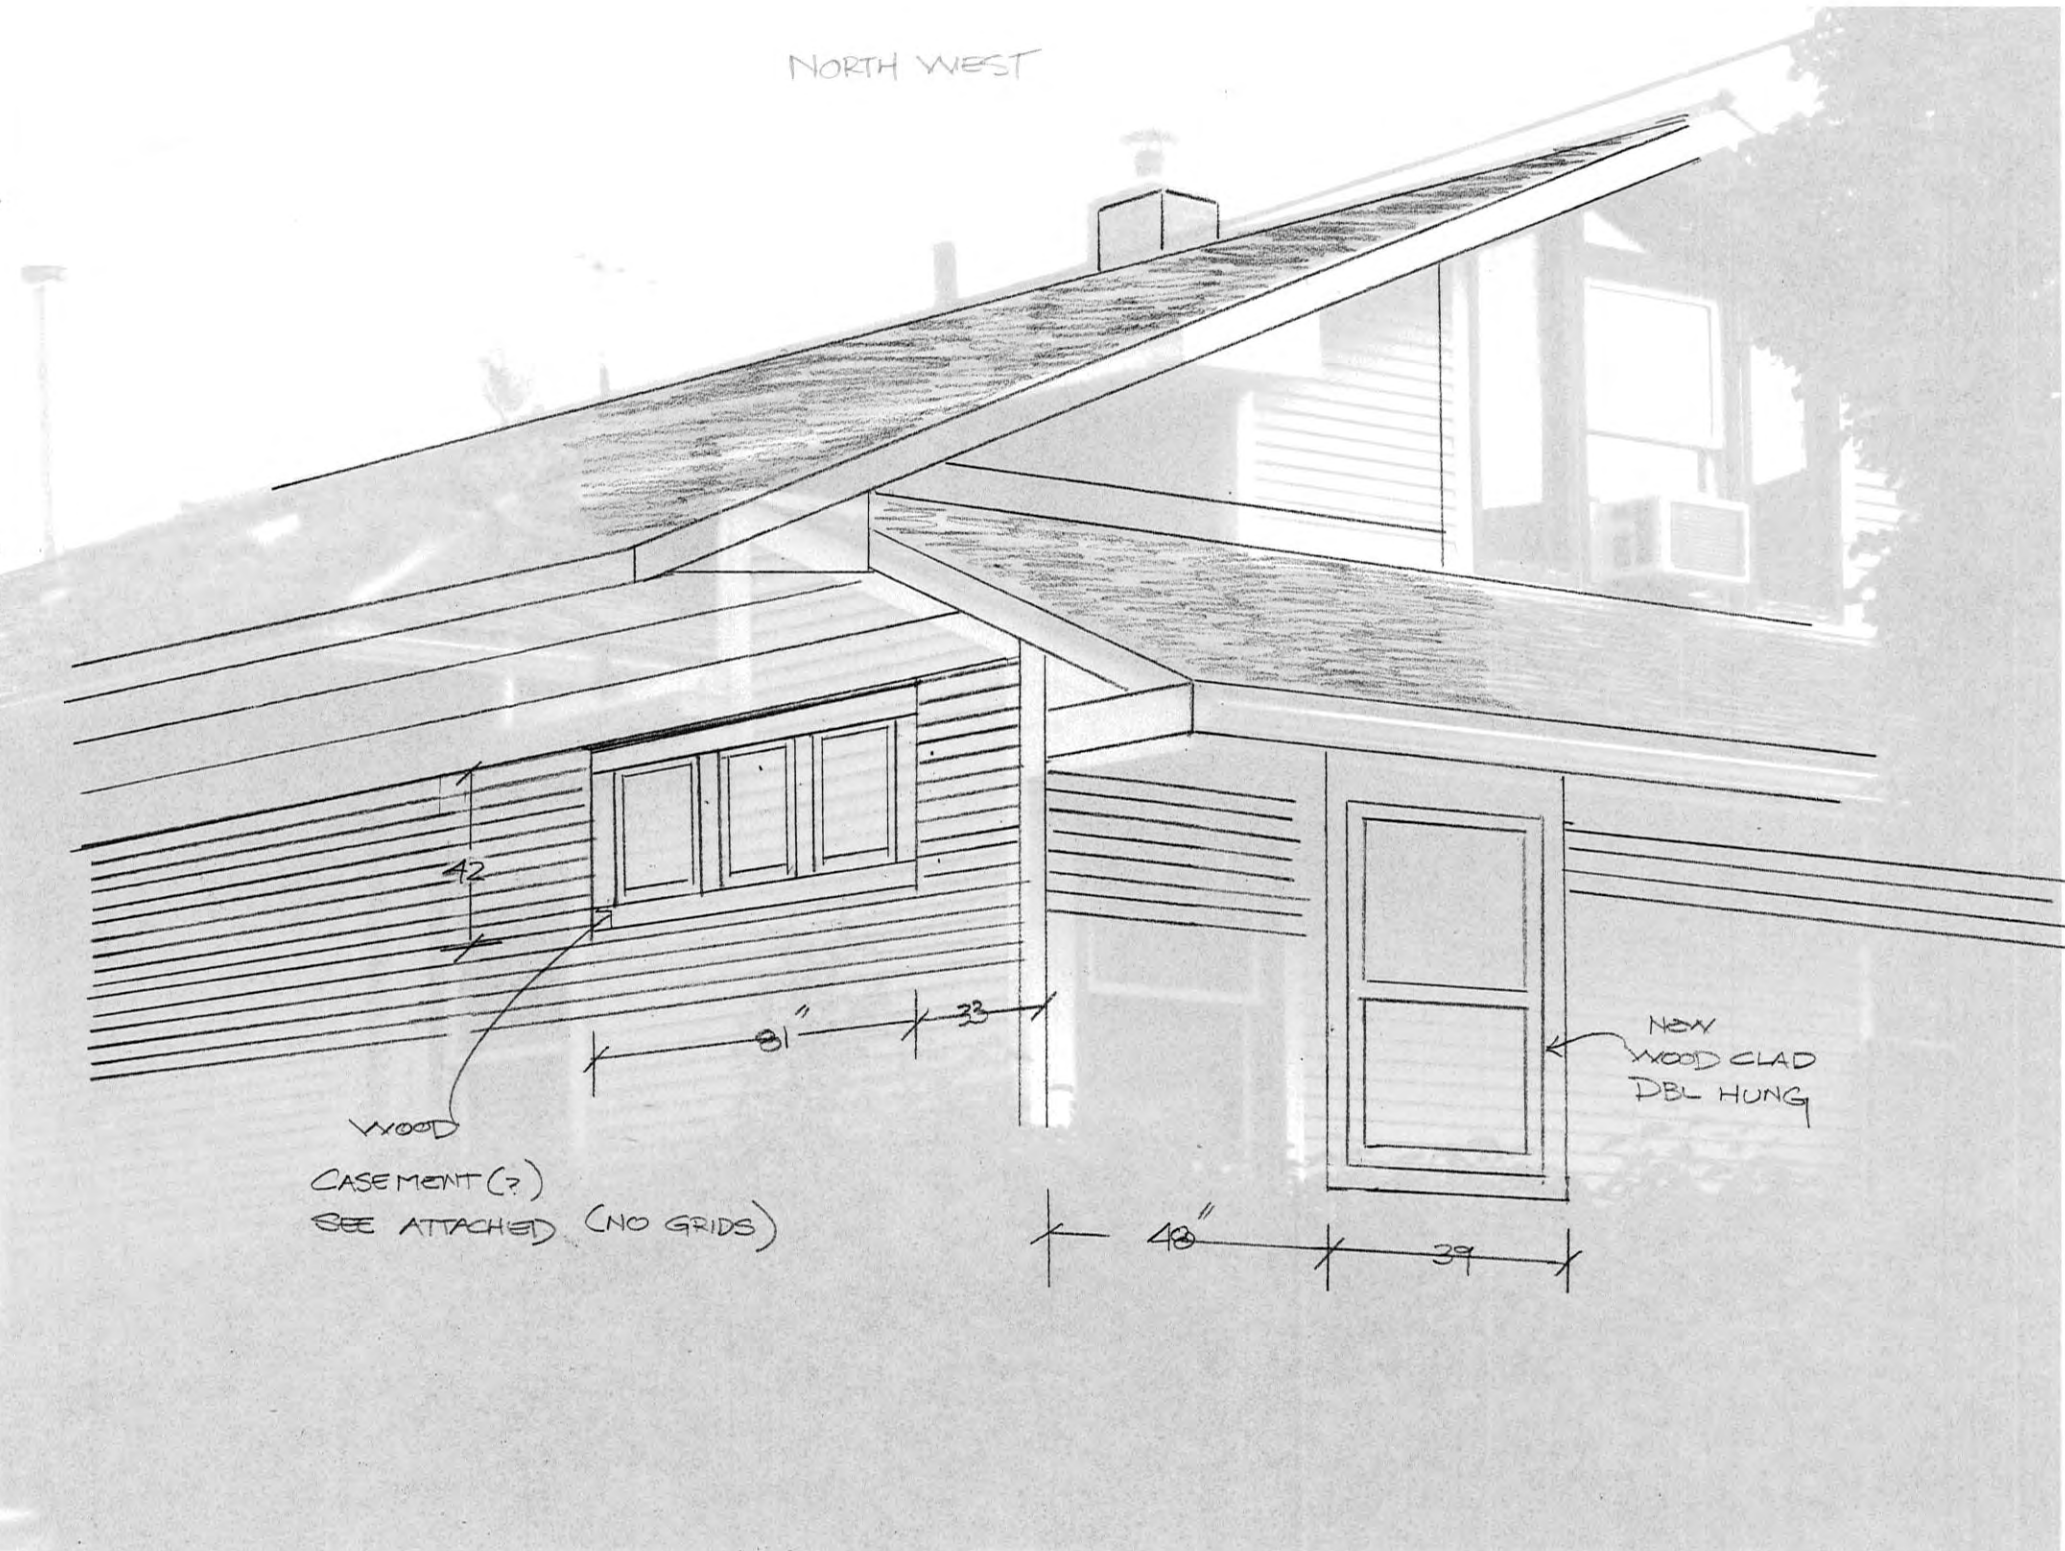 NORTH WEST
42
81"
33
WOOD
CASEMENT (?)
SEE ATTACHED (NO GRIDS)
NEW
WOOD CLAD
DBL HUNG
48"
39